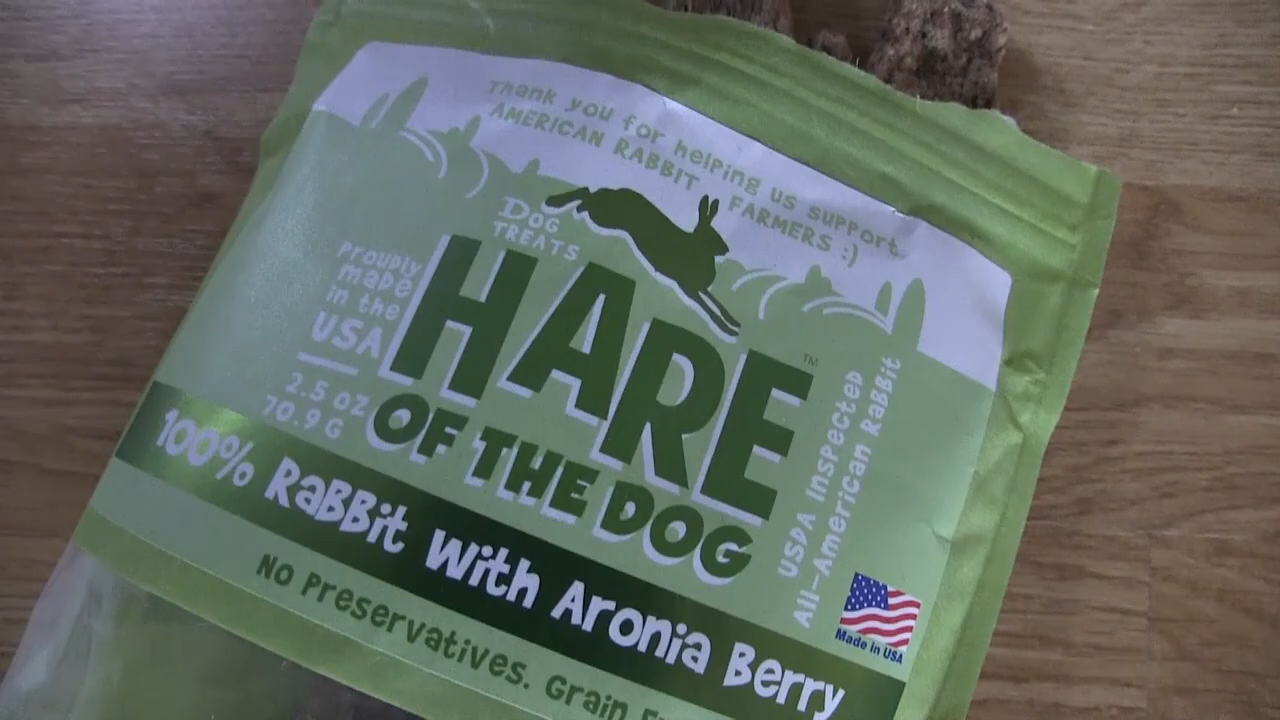 Thank you for helping us support
AMERICAN RABBIT FARMERS :)
DOG
TREATS
Proudly
made
in the
USA
2.5 OZ
70.9 G
HARE
™
OF THE DOG
USDA Inspected
All-American Rabbit
Made in USA
100% Rabbit With Aronia Berry
No Preservatives. Grain